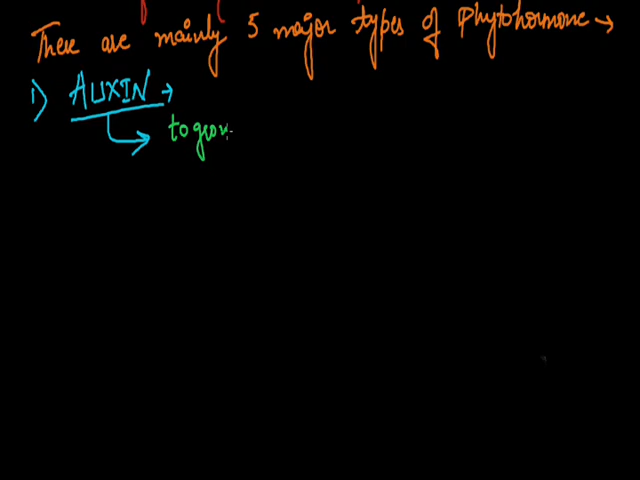 There are mainly 5 major types of Phytohormone →
1) AUXIN →
to grow